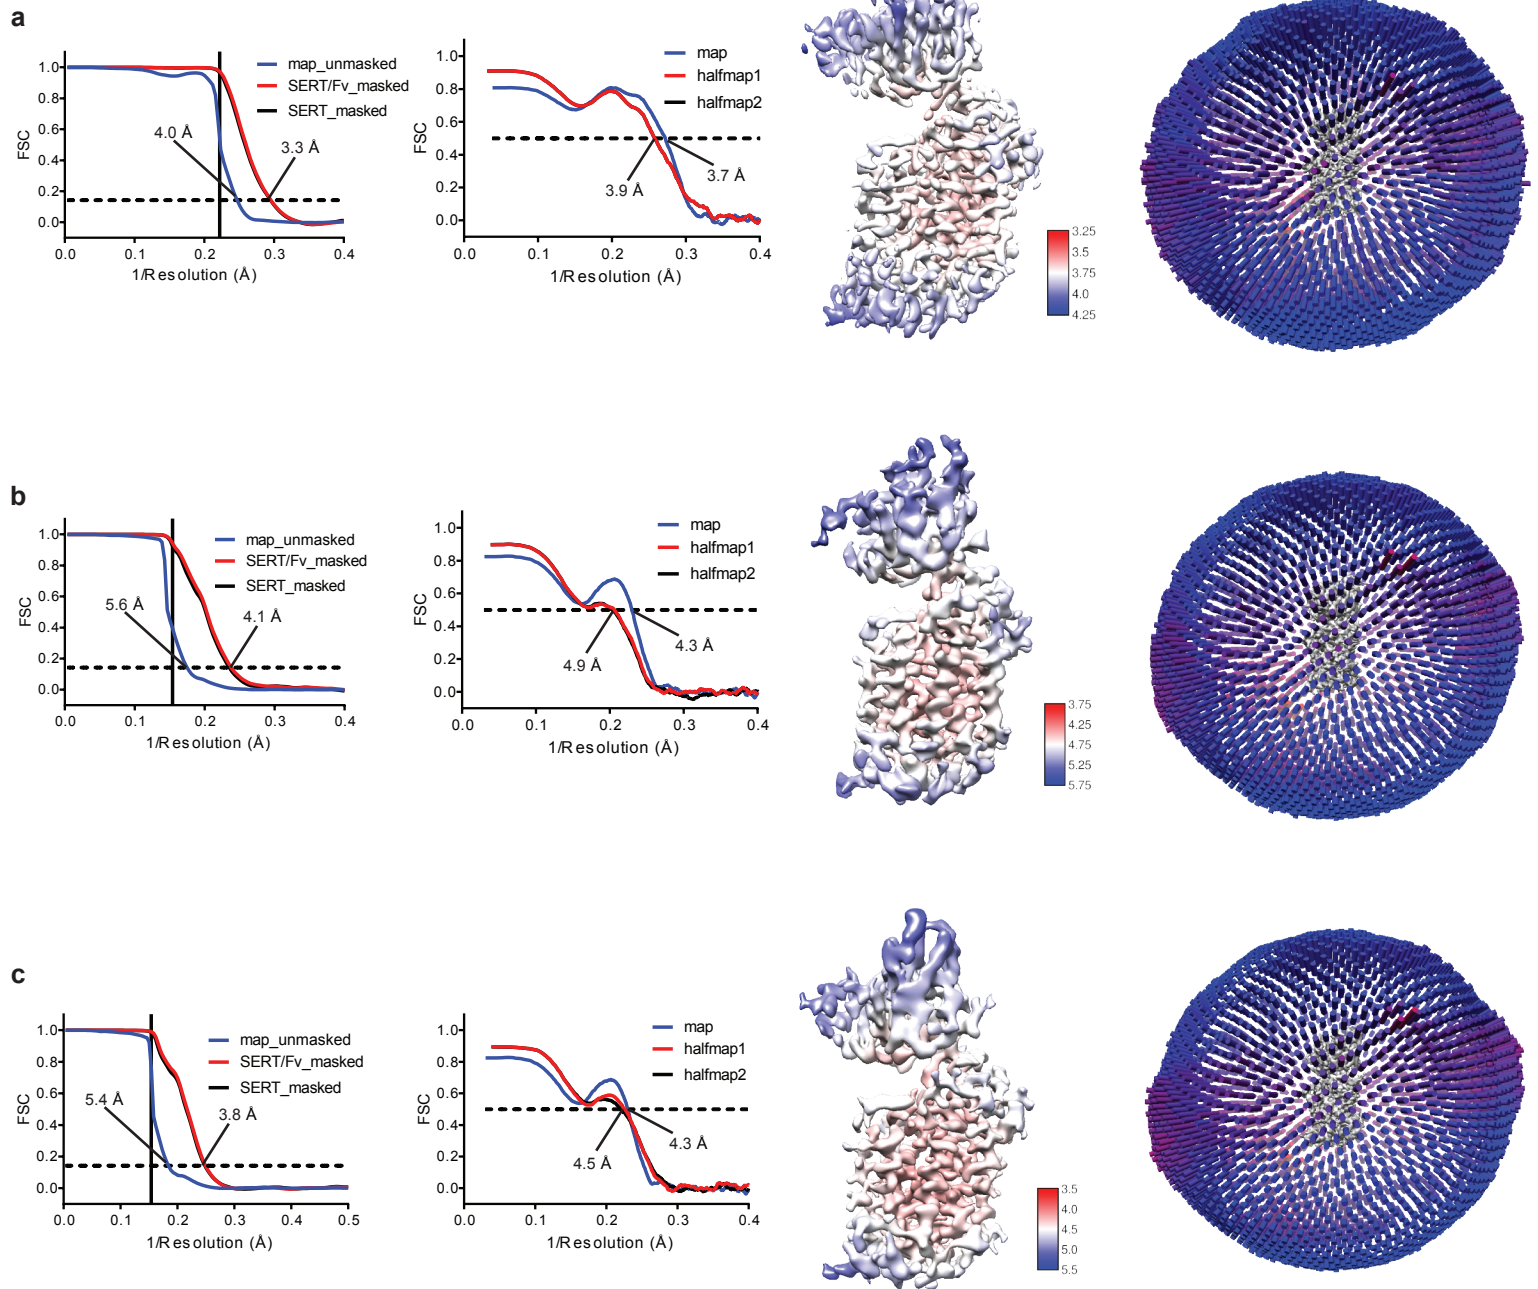 a
1.0
0.8
0.6
0.4
0.2
0.0
FSC
0.0 0.1 0.2 0.3 0.4
1/Resolution (Å)
map_unmasked
SERT/Fv_masked
SERT_masked
4.0 Å
3.3 Å
1.0
0.8
0.6
0.4
0.2
0.0
FSC
0.0 0.1 0.2 0.3 0.4
1/Resolution (Å)
map
halfmap1
halfmap2
3.9 Å
3.7 Å
3.25
3.5
3.75
4.0
4.25
b
1.0
0.8
0.6
0.4
0.2
0.0
FSC
0.0 0.1 0.2 0.3 0.4
1/Resolution (Å)
map_unmasked
SERT/Fv_masked
SERT_masked
5.6 Å
4.1 Å
1.0
0.8
0.6
0.4
0.2
0.0
FSC
0.0 0.1 0.2 0.3 0.4
1/Resolution (Å)
map
halfmap1
halfmap2
4.9 Å
4.3 Å
3.75
4.25
4.75
5.25
5.75
c
1.0
0.8
0.6
0.4
0.2
0.0
FSC
0.0 0.1 0.2 0.3 0.4 0.5
1/Resolution (Å)
map_unmasked
SERT/Fv_masked
SERT_masked
5.4 Å
3.8 Å
1.0
0.8
0.6
0.4
0.2
0.0
FSC
0.0 0.1 0.2 0.3 0.4
1/Resolution (Å)
map
halfmap1
halfmap2
4.5 Å
4.3 Å
3.5
4.0
4.5
5.0
5.5